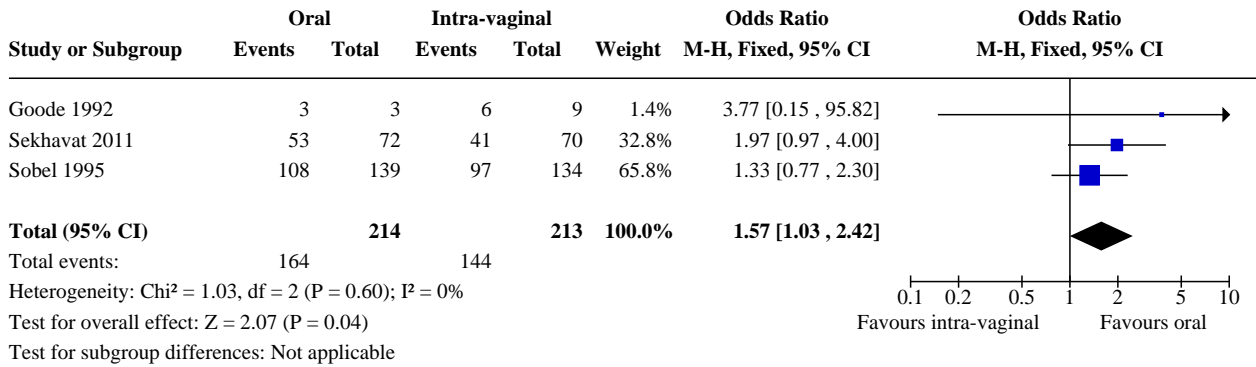 Oral Intra-vaginal Odds Ratio Odds Ratio
Study or Subgroup Events Total Events Total Weight M-H, Fixed, 95% CI M-H, Fixed, 95% CI
Goode 1992 3 3 6 9 1.4% 3.77 [0.15 , 95.82]
Sekhavat 2011 53 72 41 70 32.8% 1.97 [0.97 , 4.00]
Sobel 1995 108 139 97 134 65.8% 1.33 [0.77 , 2.30]
Total (95% CI) 214 213 100.0% 1.57 [1.03 , 2.42]
Total events: 164 144
Heterogeneity: Chi² = 1.03, df = 2 (P = 0.60); I² = 0%
0.1 0.2 0.5 1 2 5 10
Test for overall effect: Z = 2.07 (P = 0.04)
Favours intra-vaginal Favours oral
Test for subgroup differences: Not applicable